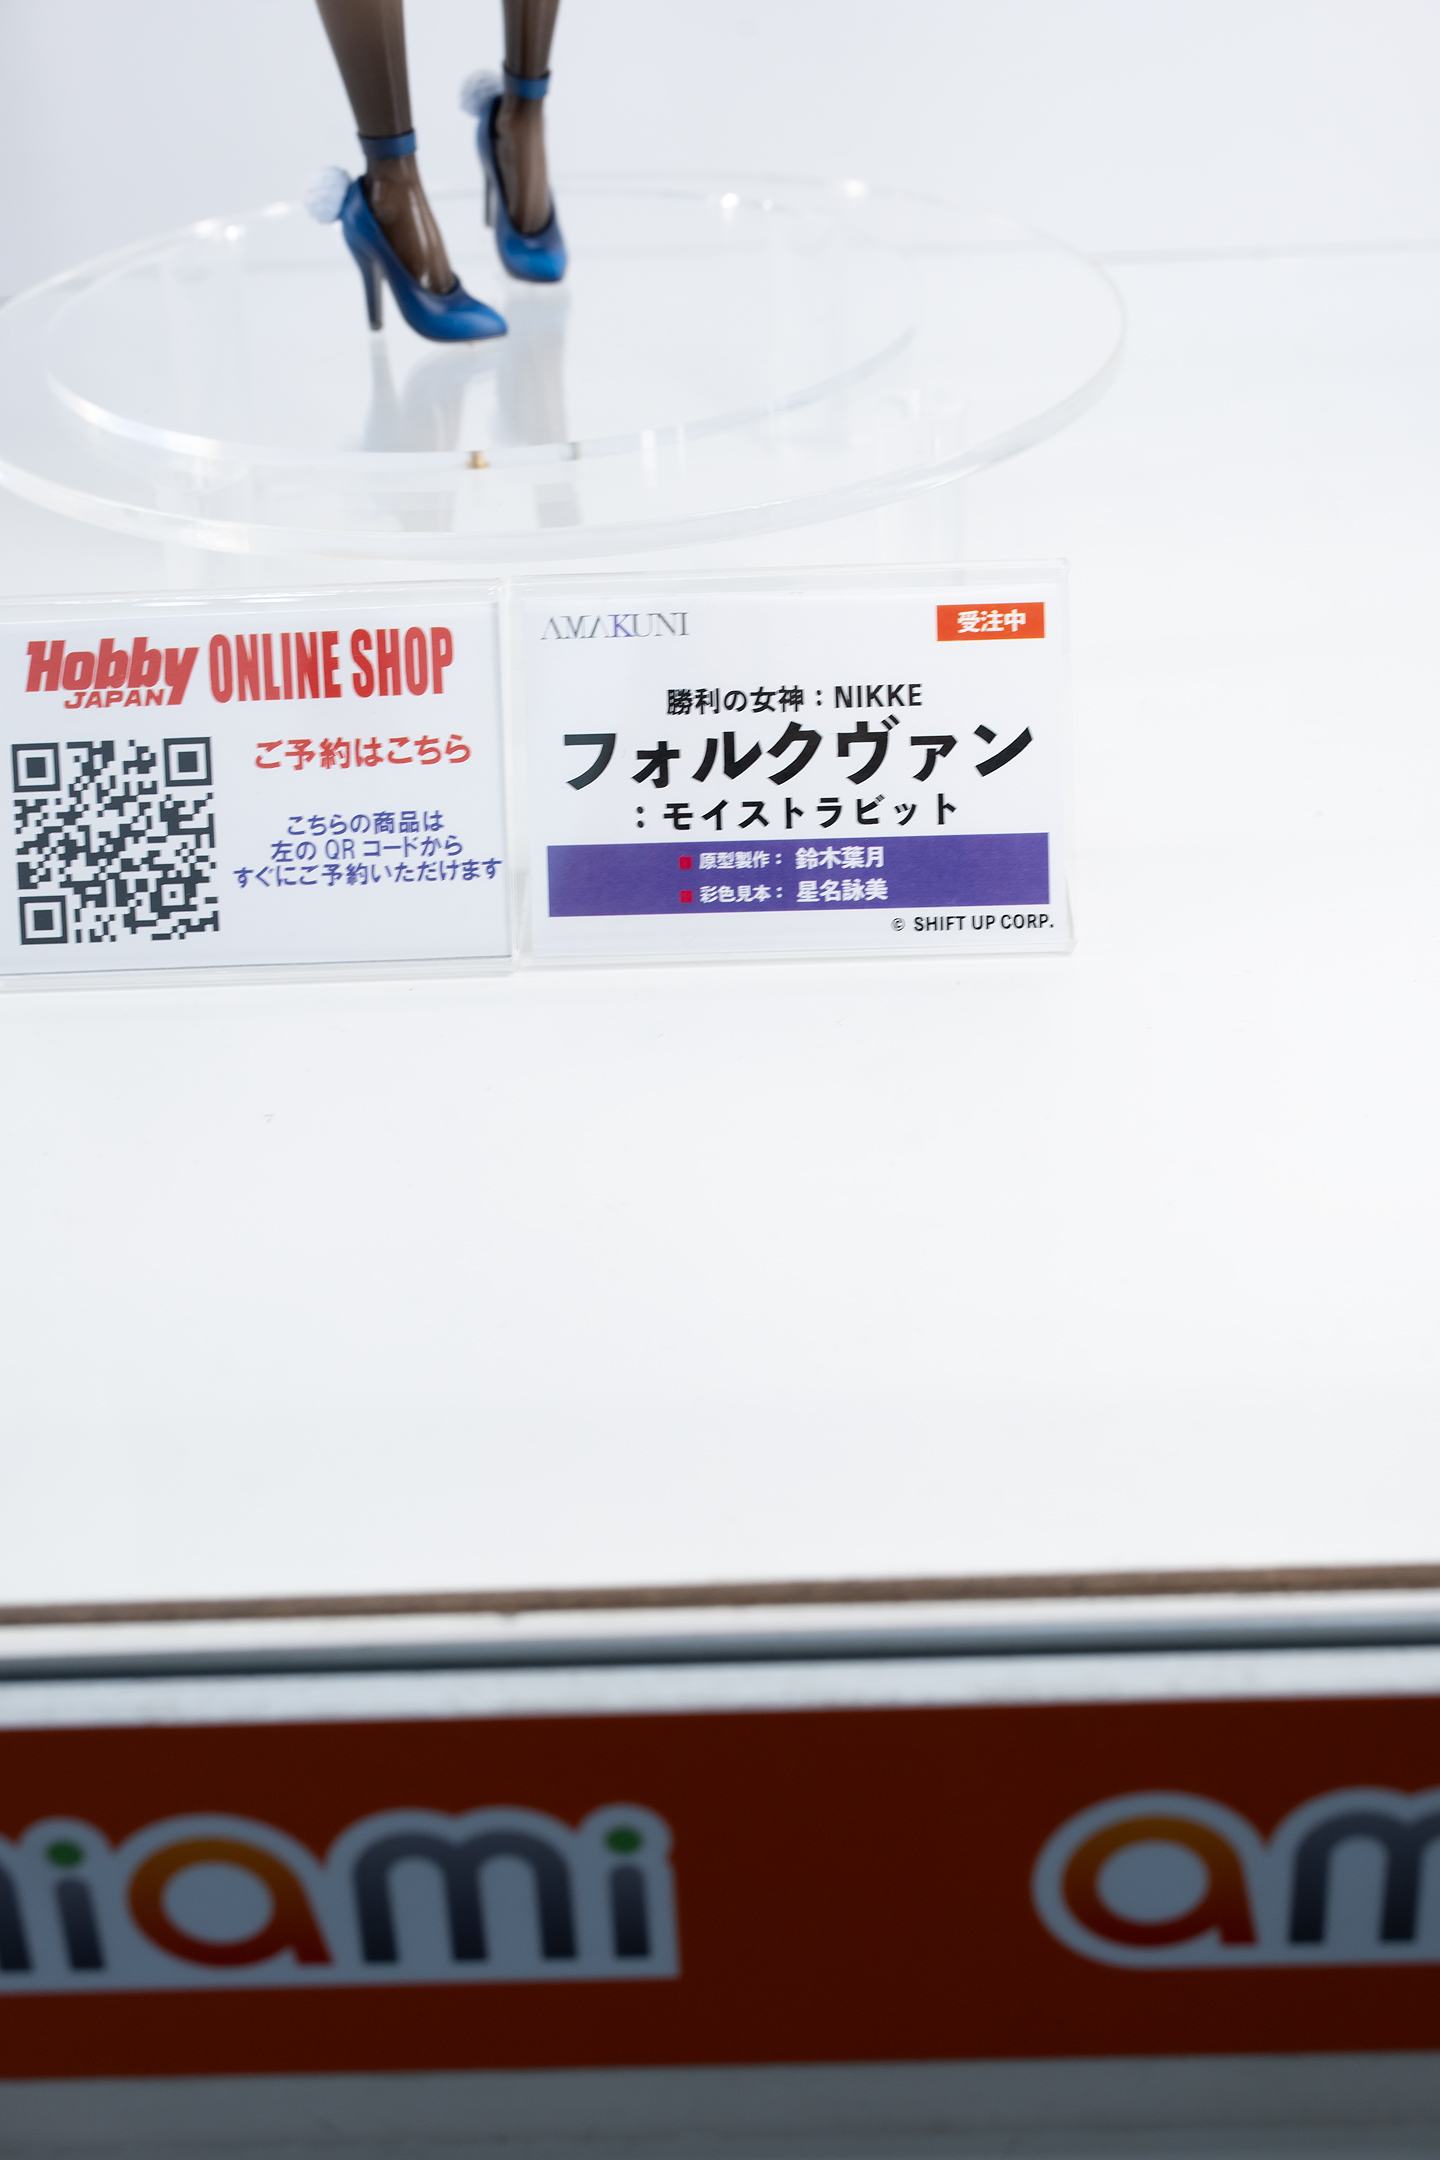 Hobby JAPAN ONLINE SHOP
ご予約はこちら
こちらの商品は
左の QR コードから
すぐにご予約いただけます
AMAKUNI
受注中
勝利の女神：NIKKE
フォルクヴァン
：モイストラビット
■ 原型製作： 鈴木葉月
■ 彩色見本： 星名詠美
© SHIFT UP CORP.
iami
am